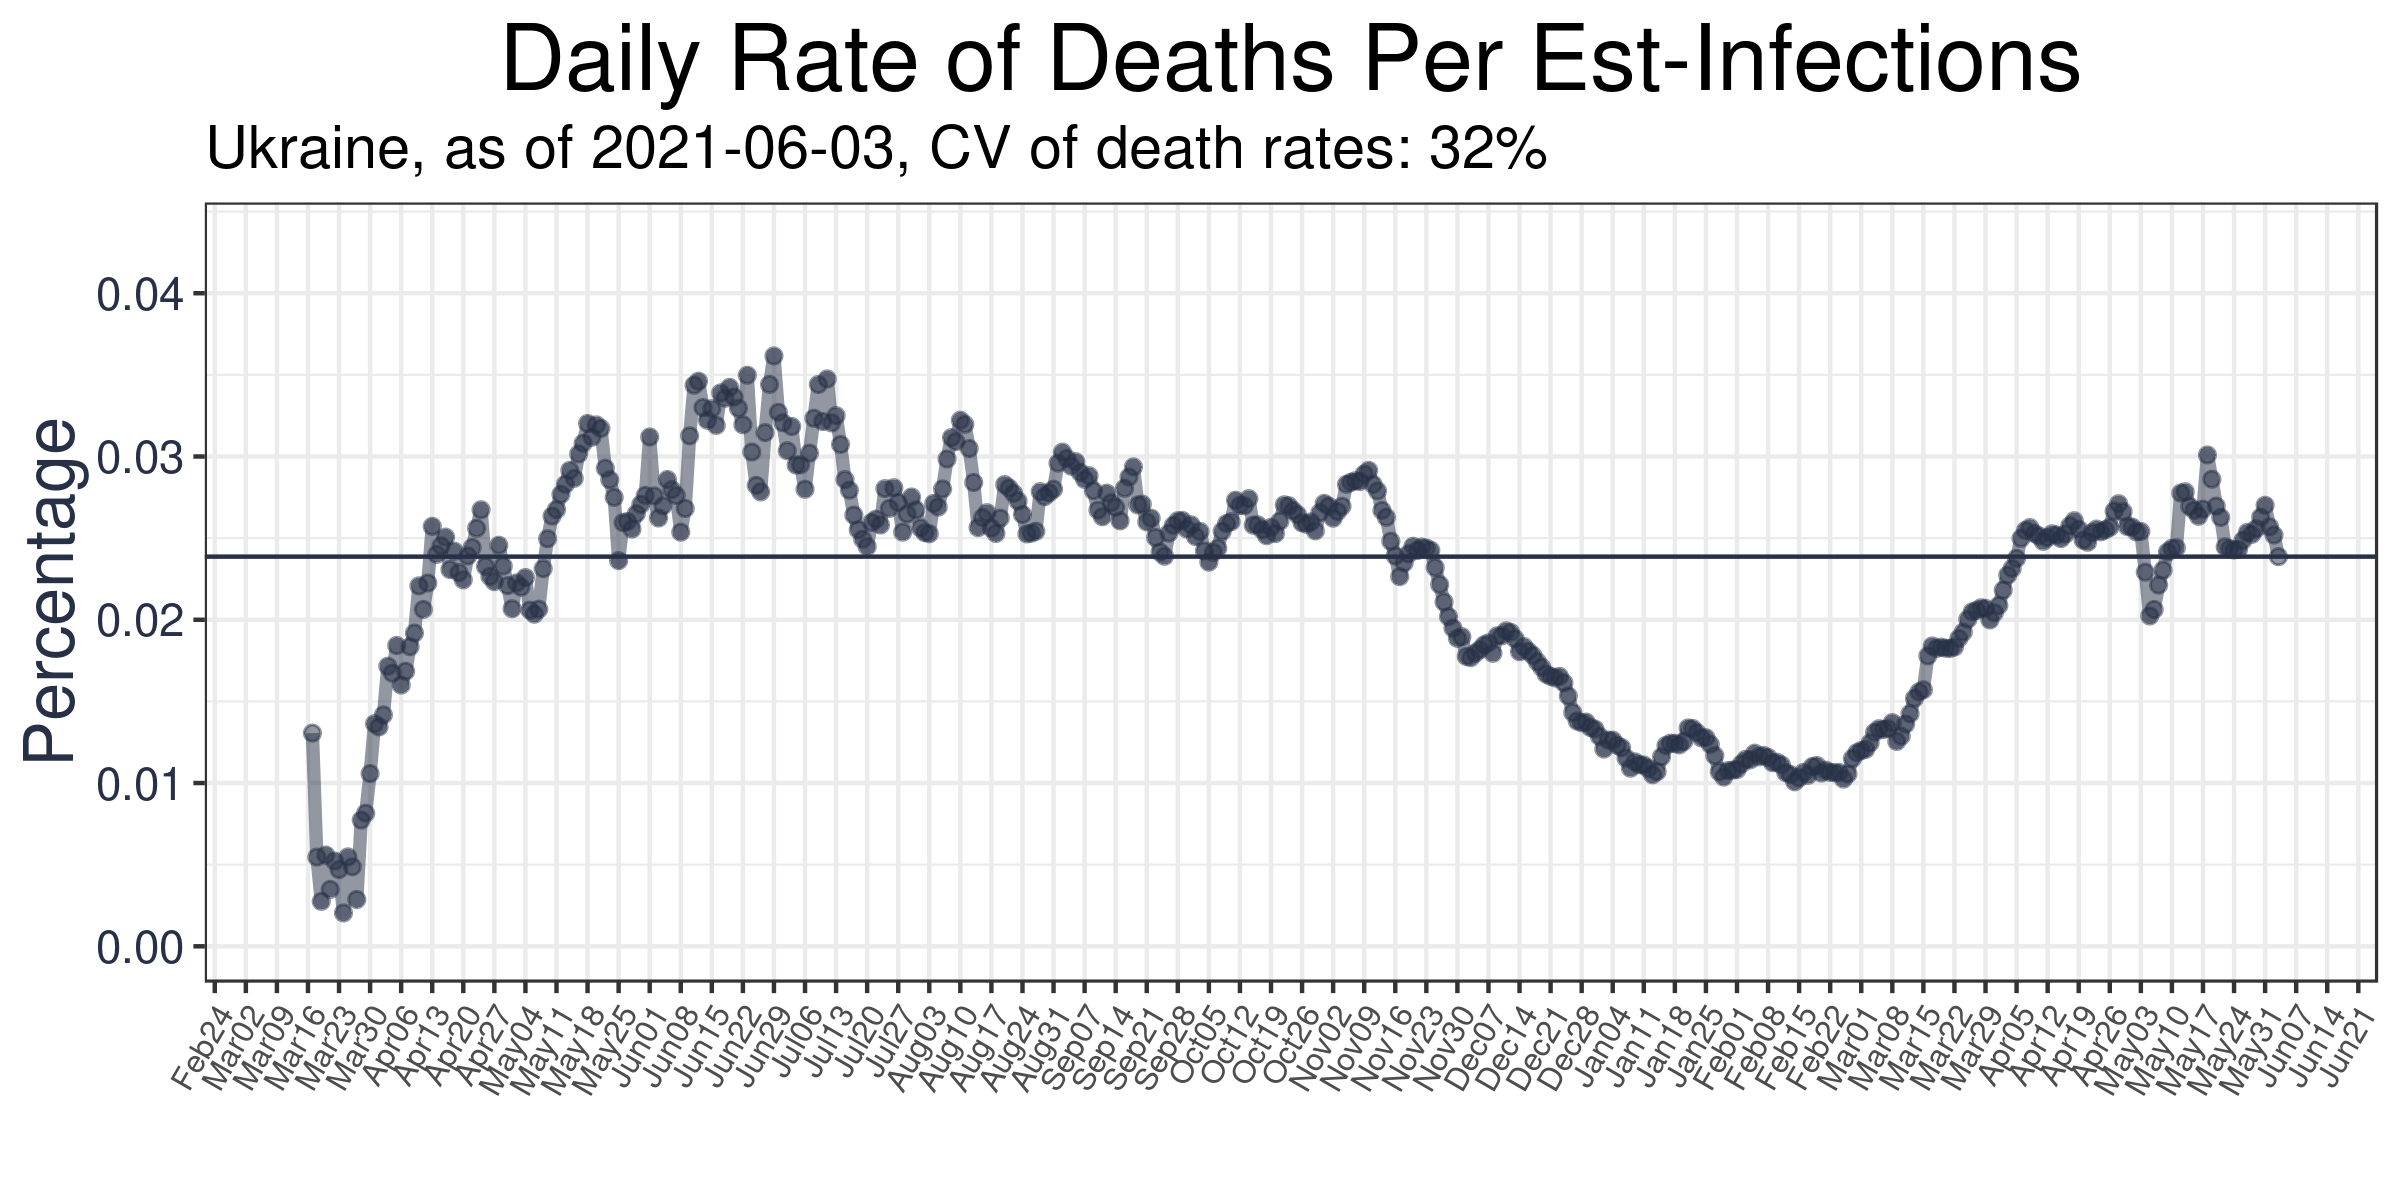 Daily Rate of Deaths Per Est-Infections
Ukraine, as of 2021-06-03, CV of death rates: 32%
Percentage
0.04
0.03
0.02
0.01
0.00
Feb24
Mar02
Mar09
Mar16
Mar23
Mar30
Apr06
Apr13
Apr20
Apr27
May04
May11
May18
May25
Jun01
Jun08
Jun15
Jun22
Jun29
Jul06
Jul13
Jul20
Jul27
Aug03
Aug10
Aug17
Aug24
Aug31
Sep07
Sep14
Sep21
Sep28
Oct05
Oct12
Oct19
Oct26
Nov02
Nov09
Nov16
Nov23
Nov30
Dec07
Dec14
Dec21
Dec28
Jan04
Jan11
Jan18
Jan25
Feb01
Feb08
Feb15
Feb22
Mar01
Mar08
Mar15
Mar22
Mar29
Apr05
Apr12
Apr19
Apr26
May03
May10
May17
May24
May31
Jun07
Jun14
Jun21